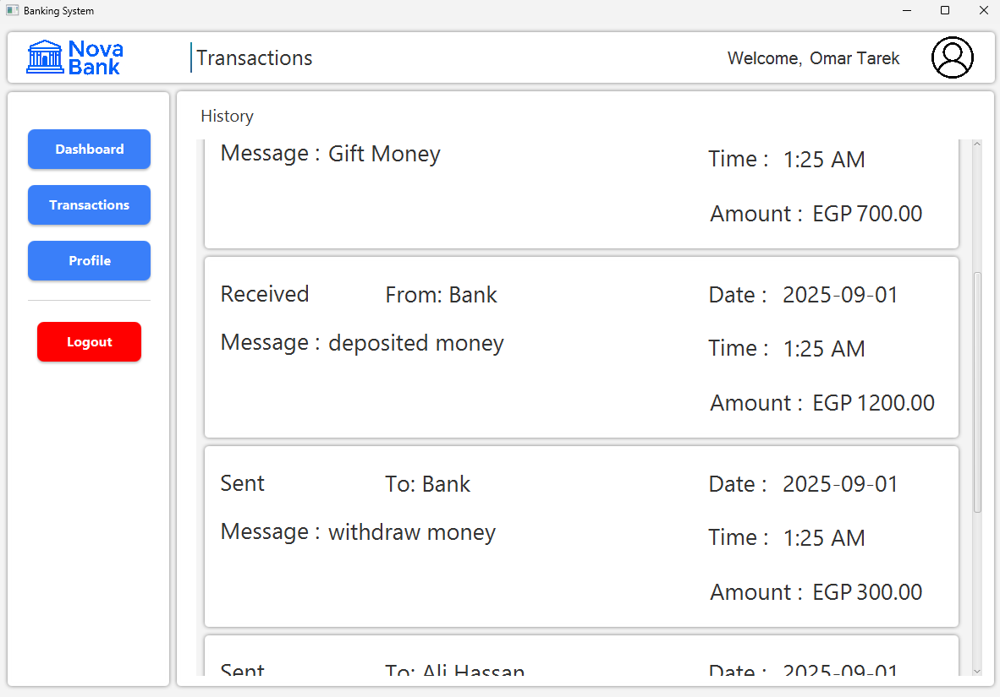 Banking System
Nova
Bank
Transactions
Welcome, Omar Tarek
Dashboard
Transactions
Profile
Logout
History
Message : Gift Money
Time : 1:25 AM
Amount : EGP 700.00
Received From: Bank Date : 2025-09-01
Message : deposited money
Time : 1:25 AM
Amount : EGP 1200.00
Sent To: Bank Date : 2025-09-01
Message : withdraw money
Time : 1:25 AM
Amount : EGP 300.00
Sent To: Ali Hassan Date : 2025-09-01